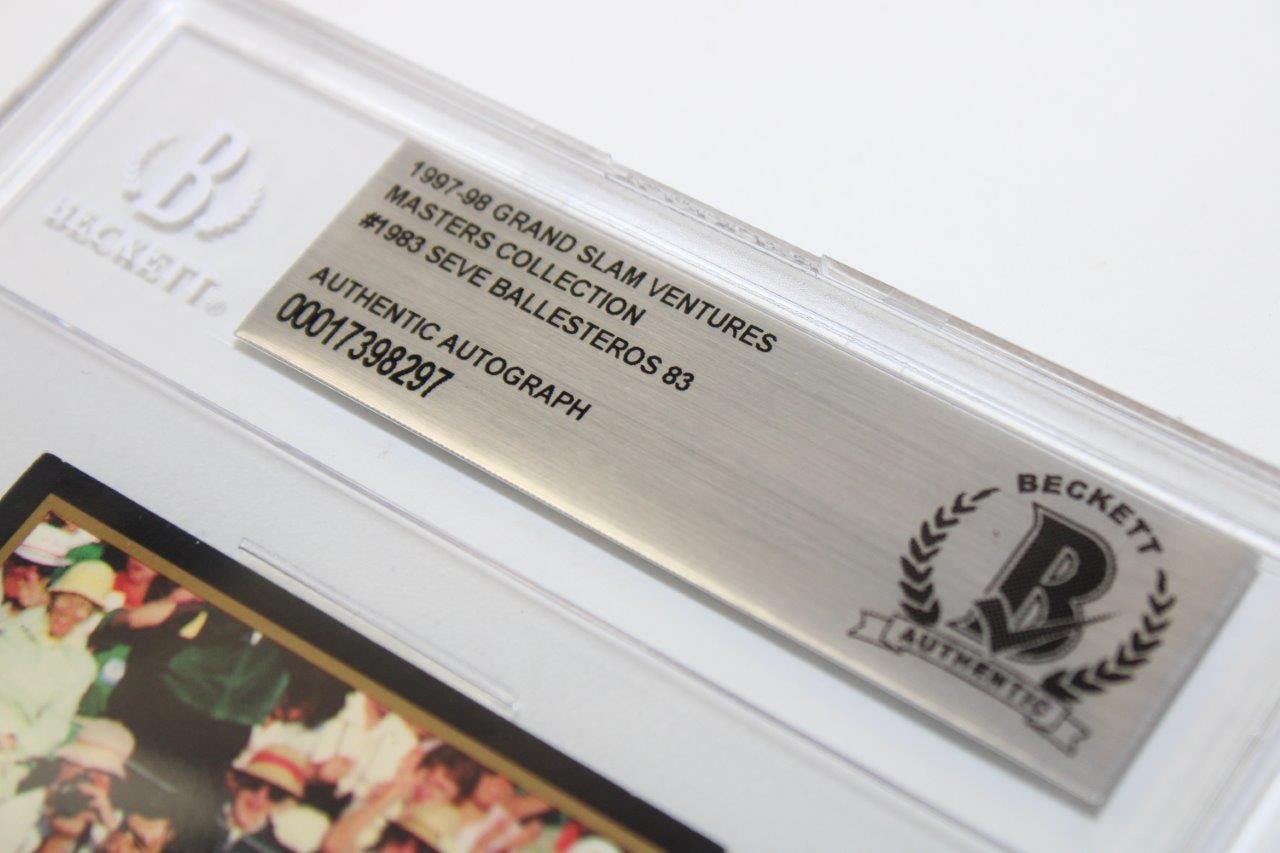 BECKETT®
1997-98 GRAND SLAM VENTURES
MASTERS COLLECTION
#1983 SEVE BALLESTEROS 83
AUTHENTIC AUTOGRAPH
00017398297
BECKETT
B
AUTHENTIC